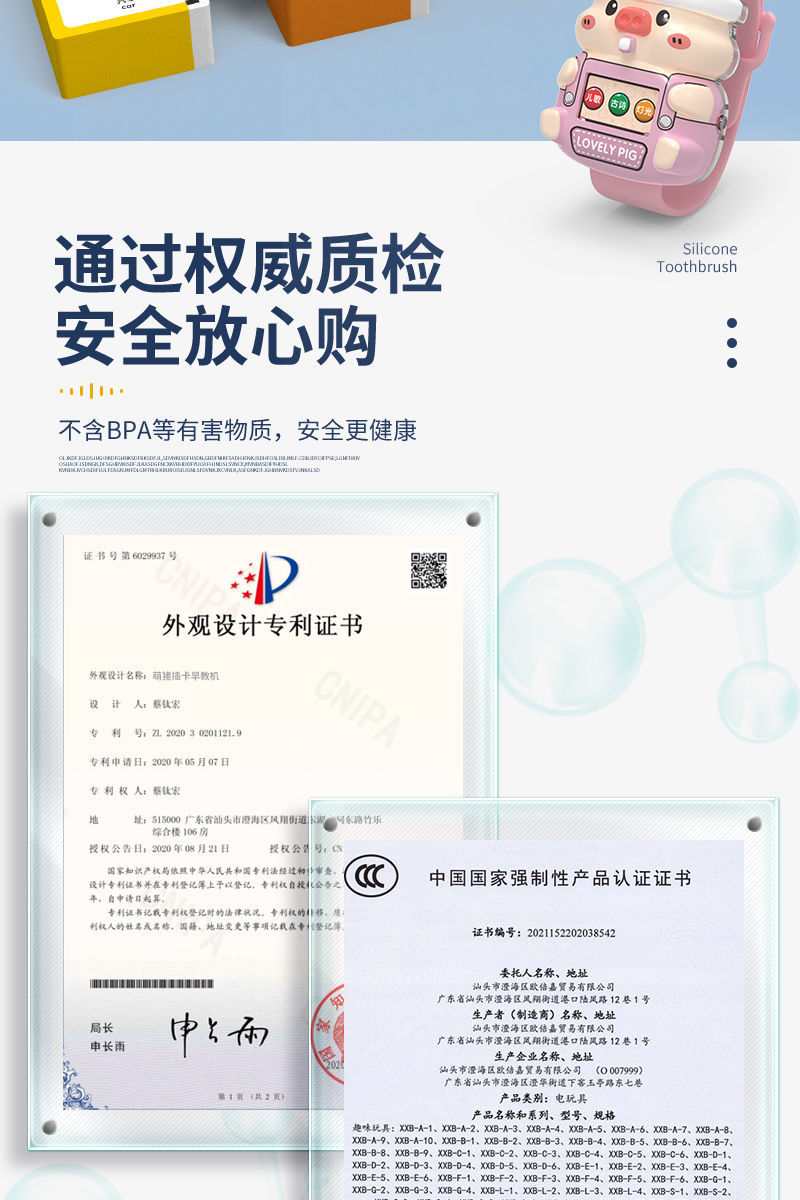 car
儿歌
古诗
灯光
LOVELY PIG
通过权威质检
安全放心购
Silicone
Toothbrush
不含BPA等有害物质，安全更健康
证书号第6029937号
外观设计专利证书
外观设计名称：萌猪插卡早教机
设 计 人：蔡钛宏
专 利 号：ZL 2020 3 0201121.9
专利申请日：2020年05月07日
专 利 权 人：蔡钛宏
地 址：515000 广东省汕头市澄海区凤翔街道东湖 河东路竹乐
综合楼106房
授权公告日：2020年08月21日 授权公告号：CN
国家知识产权局依照中华人民共和国专利法经过初步审查，
设计专利证书并在专利登记簿上予以登记。专利权自授权公告之
年，自申请日起算。
专利证书记载专利权登记时的法律状况。专利权的转移、质
利权人的姓名或名称、国籍、地址变更等事项记载在专利登记簿
CNIPA
局长
申长雨
第 1 页（共 2 页）
国家知
2020
CCC
中国国家强制性产品认证证书
证书编号：2021152202038542
委托人名称、地址
汕头市澄海区欧倍嘉贸易有限公司
广东省汕头市澄海区凤翔街道港口陆凤路12巷1号
生产者（制造商）名称、地址
汕头市澄海区欧倍嘉贸易有限公司
广东省汕头市澄海区凤翔街道港口陆凤路12巷1号
生产企业名称、地址
汕头市澄海区欧倍嘉贸易有限公司 （O 007999）
广东省汕头市澄海区澄华街道下窖五亭路东七巷
产品类别：电玩具
产品名称和系列、型号、规格
趣味玩具：XXB-A-1、XXB-A-2、XXB-A-3、XXB-A-4、XXB-A-5、XXB-A-6、XXB-A-7、XXB-A-8、
XXB-A-9、XXB-A-10、XXB-B-1、XXB-B-2、XXB-B-3、XXB-B-4、XXB-B-5、XXB-B-6、XXB-B-7、
XXB-B-8、XXB-B-9、XXB-C-1、XXB-C-2、XXB-C-3、XXB-C-4、XXB-C-5、XXB-C-6、XXB-D-1、
XXB-D-2、XXB-D-3、XXB-D-4、XXB-D-5、XXB-D-6、XXB-E-1、XXB-E-2、XXB-E-3、XXB-E-4、
XXB-E-5、XXB-E-6、XXB-F-1、XXB-F-2、XXB-F-3、XXB-F-4、XXB-F-5、XXB-F-6、XXB-G-1、
XXB-G-2、XXB-G-3、XXB-G-4、XXB-L-1、XXB-L-2、XXB-L-3、XXB-L-4、XXB-S-1、XXB-S-2、